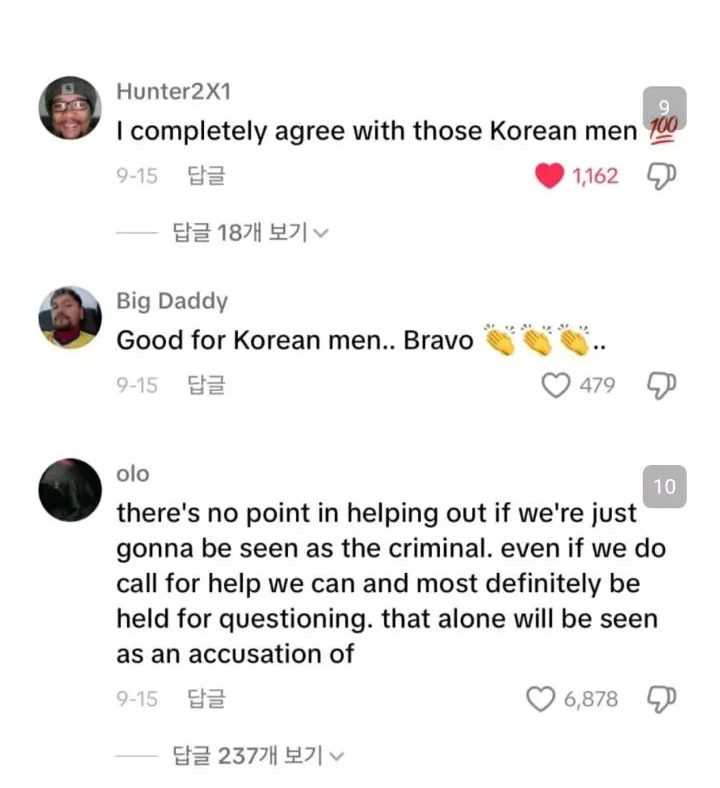 Hunter2X1
9
I completely agree with those Korean men 💯
9-15 답글 1,162
답글 18개 보기
Big Daddy
Good for Korean men.. Bravo 👏👏👏..
9-15 답글 479
olo
10
there's no point in helping out if we're just
gonna be seen as the criminal. even if we do
call for help we can and most definitely be
held for questioning. that alone will be seen
as an accusation of
9-15 답글 6,878
답글 237개 보기